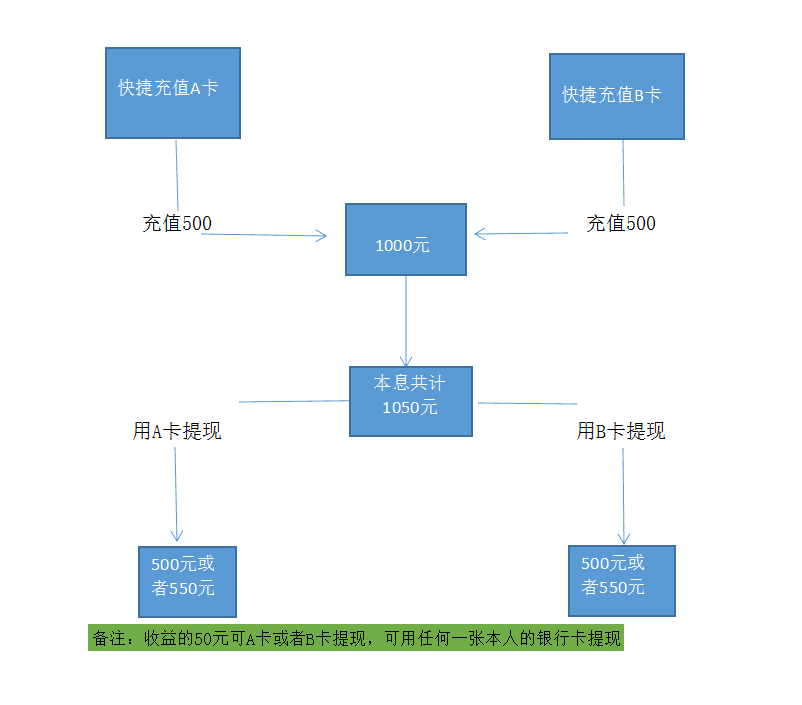 快捷充值A卡
快捷充值B卡
充值500
充值500
1000元
本息共计
1050元
用A卡提现
用B卡提现
500元或
者550元
500元或
者550元
备注：收益的50元可A卡或者B卡提现，可用任何一张本人的银行卡提现